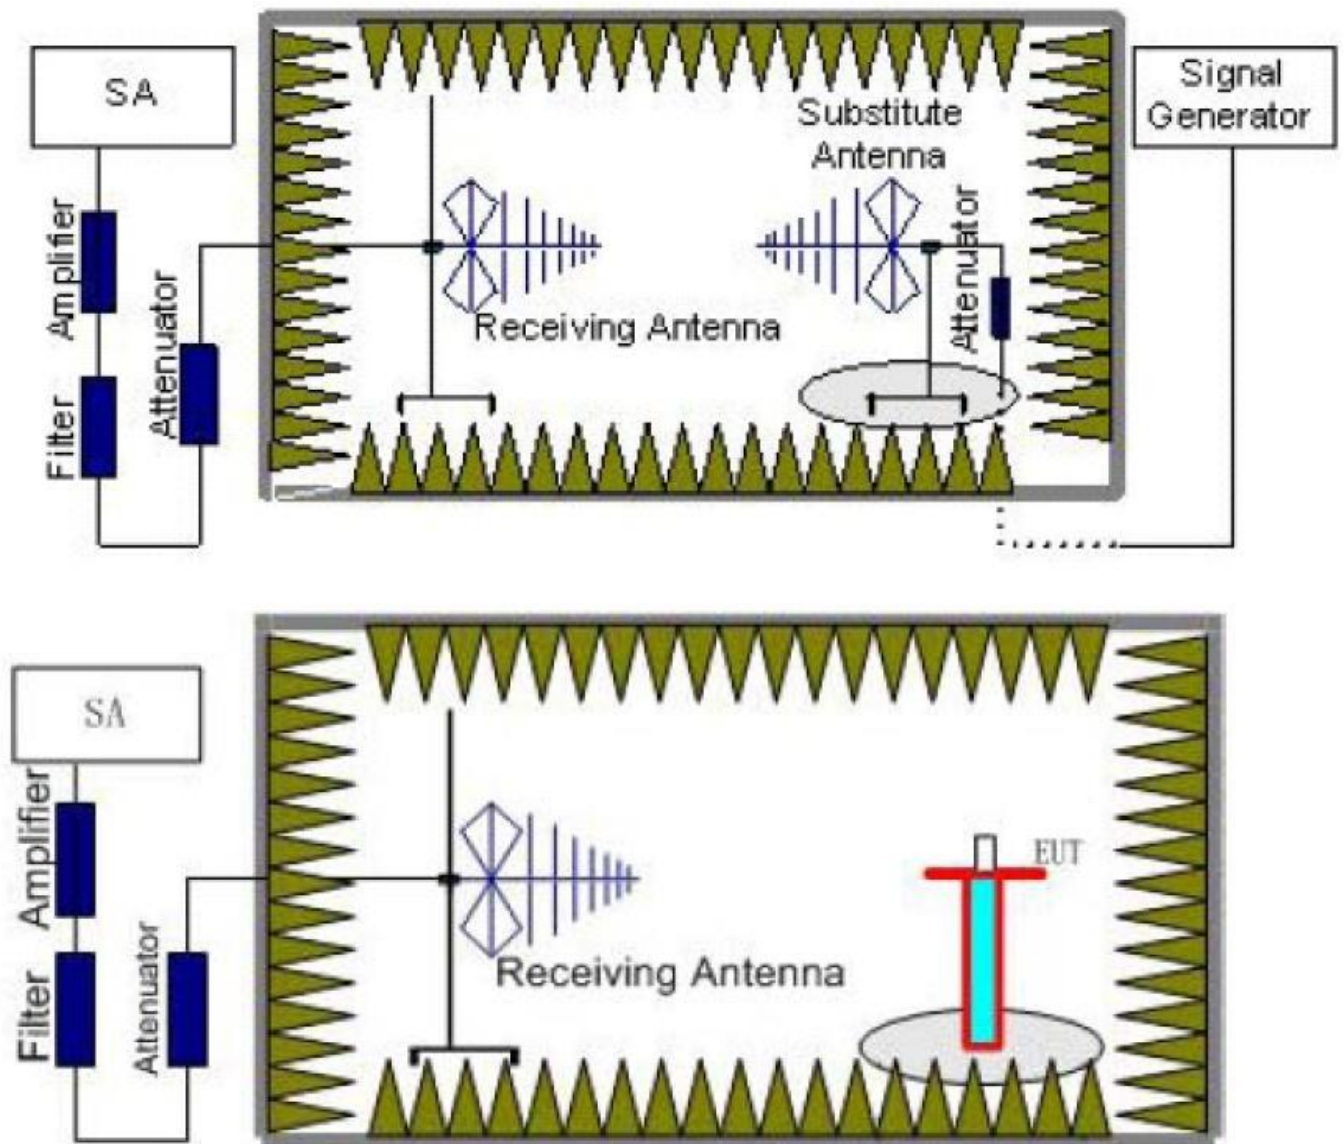 SA
Signal
Generator
Substitute
Antenna
Amplifier
Attenuator
Attenuator
Receiving Antenna
Filter
SA
Amplifier
EUT
Attenuator
Receiving Antenna
Filter